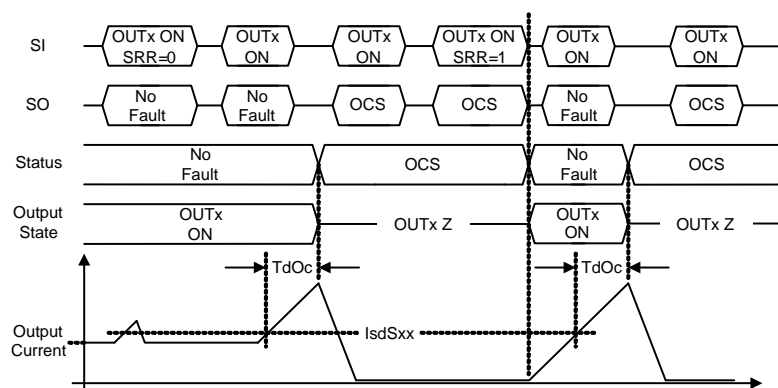 SI
OUTx ON
SRR=0
OUTx
ON
OUTx
ON
OUTx ON
SRR=1
OUTx
ON
OUTx
ON
SO
No
Fault
No
Fault
OCS
OCS
No
Fault
OCS
Status
No
Fault
OCS
No
Fault
OCS
Output
State
OUTx
ON
OUTx Z
OUTx
ON
OUTx Z
TdOc
TdOc
Output
Current
IsdSxx